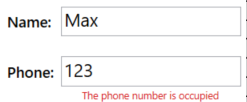 Name: Max
Phone: 123
The phone number is occupied